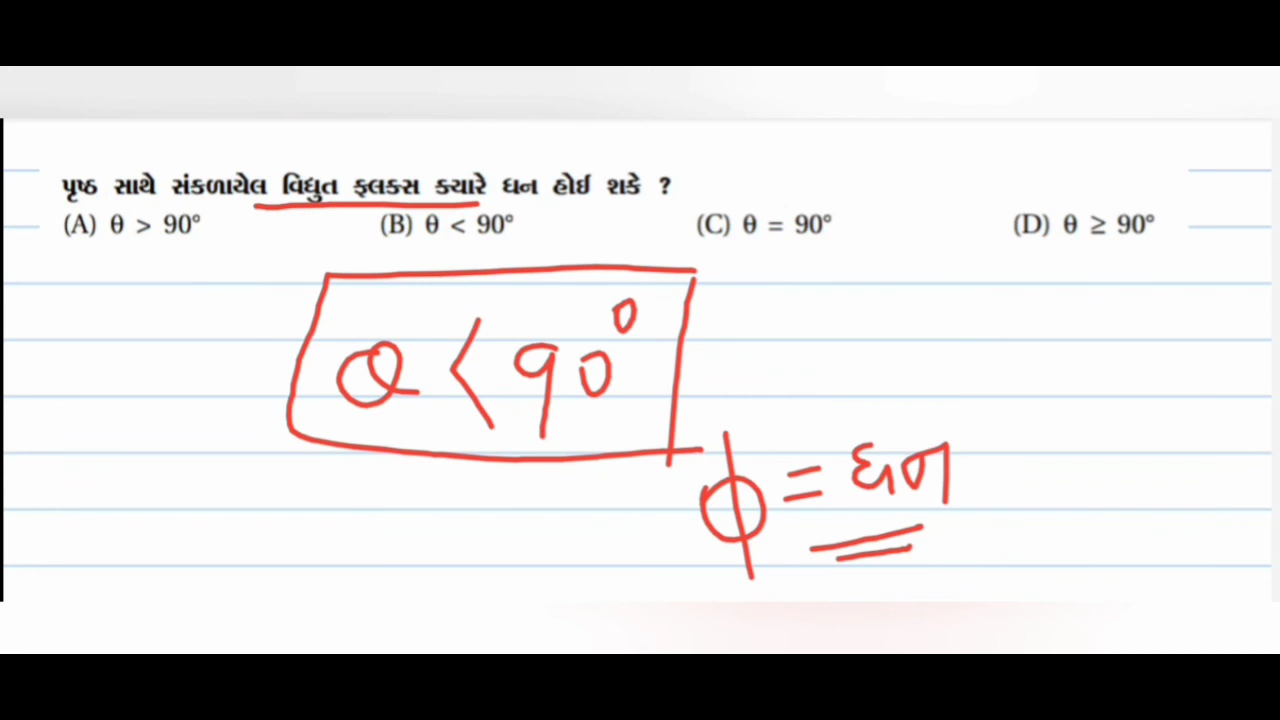 પૃષ્ઠ સાથે સંકળાયેલ વિદ્યુત ફ્લક્સ ક્યારે ધન હોઈ શકે ?
(A) θ > 90° (B) θ < 90° (C) θ = 90° (D) θ ≥ 90°
θ < 90°
ϕ = ધન